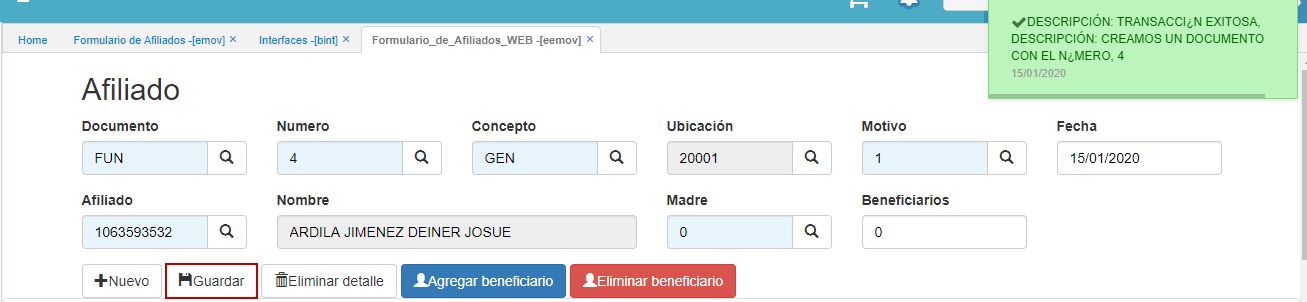 DESCRIPCIÓN: TRANSACCI¿N EXITOSA,
DESCRIPCIÓN: CREAMOS UN DOCUMENTO
CON EL N¿MERO, 4
15/01/2020
Home Formulario de Afiliados -[emov] × Interfaces -[bint] × Formulario_de_Afiliados_WEB -[eemov] ×
Afiliado
Documento Numero Concepto Ubicación Motivo Fecha
FUN 4 GEN 20001 1 15/01/2020
Afiliado Nombre Madre Beneficiarios
1063593532 ARDILA JIMENEZ DEINER JOSUE 0 0
Nuevo Guardar Eliminar detalle Agregar beneficiario Eliminar beneficiario